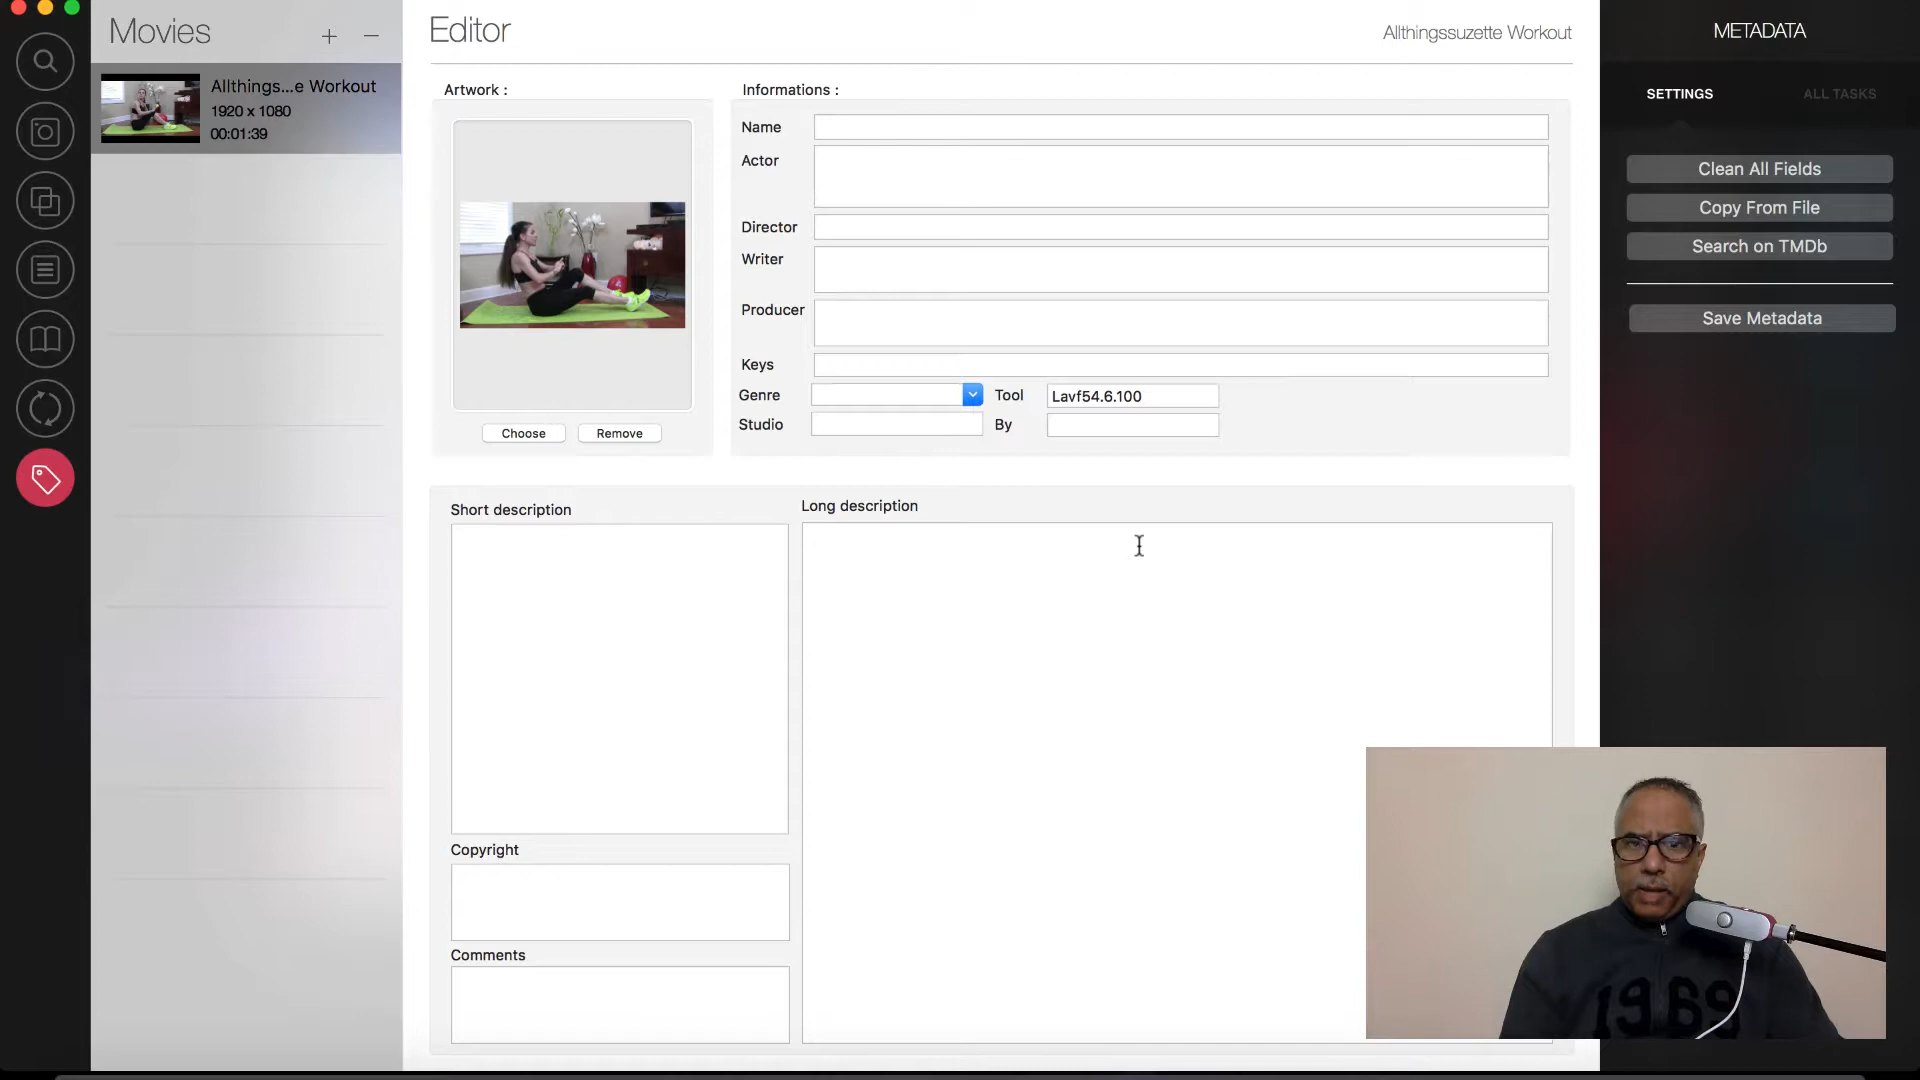 Movies
+ −
Allthings...e Workout
1920 x 1080
00:01:39
Editor
Allthingssuzette Workout
Artwork :
Choose
Remove
Informations :
Name
Actor
Director
Writer
Producer
Keys
Genre
Tool
Lavf54.6.100
Studio
By
Short description
Long description
Copyright
Comments
METADATA
SETTINGS
ALL TASKS
Clean All Fields
Copy From File
Search on TMDb
Save Metadata
1969